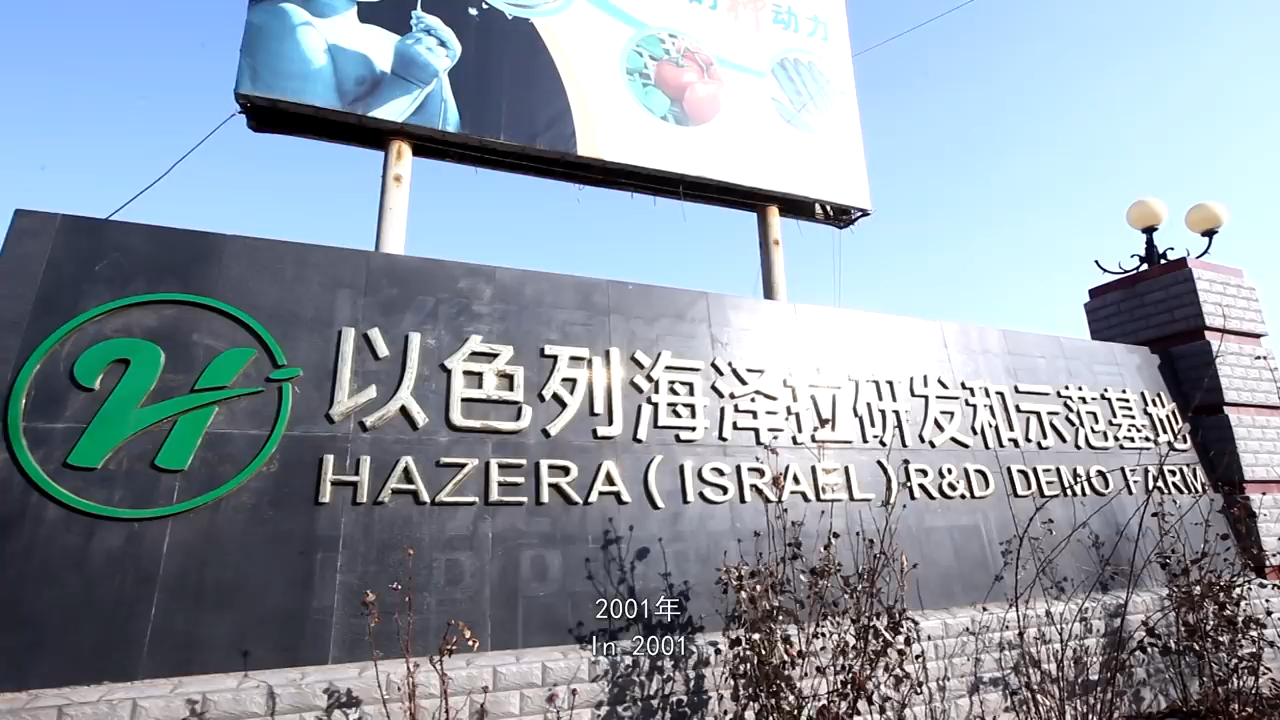 种动力
以色列海泽拉研发和示范基地
HAZERA (ISRAEL) R&D DEMO FARM
2001年
In 2001